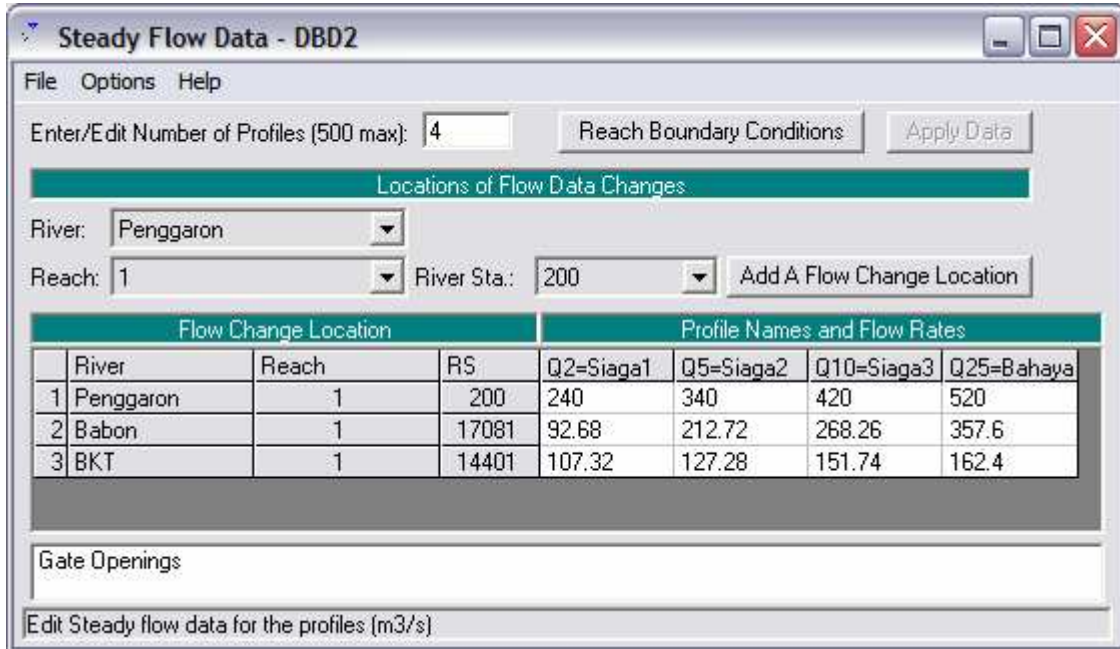 Steady Flow Data - DBD2
File Options Help
Enter/Edit Number of Profiles (500 max): 4 Reach Boundary Conditions Apply Data
Locations of Flow Data Changes
River: Penggaron
Reach: 1 River Sta.: 200 Add A Flow Change Location
Flow Change Location Profile Names and Flow Rates
River Reach RS Q2=Siaga1 Q5=Siaga2 Q10=Siaga3 Q25=Bahaya
1 Penggaron 1 200 240 340 420 520
2 Babon 1 17081 92.68 212.72 268.26 357.6
3 BKT 1 14401 107.32 127.28 151.74 162.4
Gate Openings
Edit Steady flow data for the profiles (m3/s)